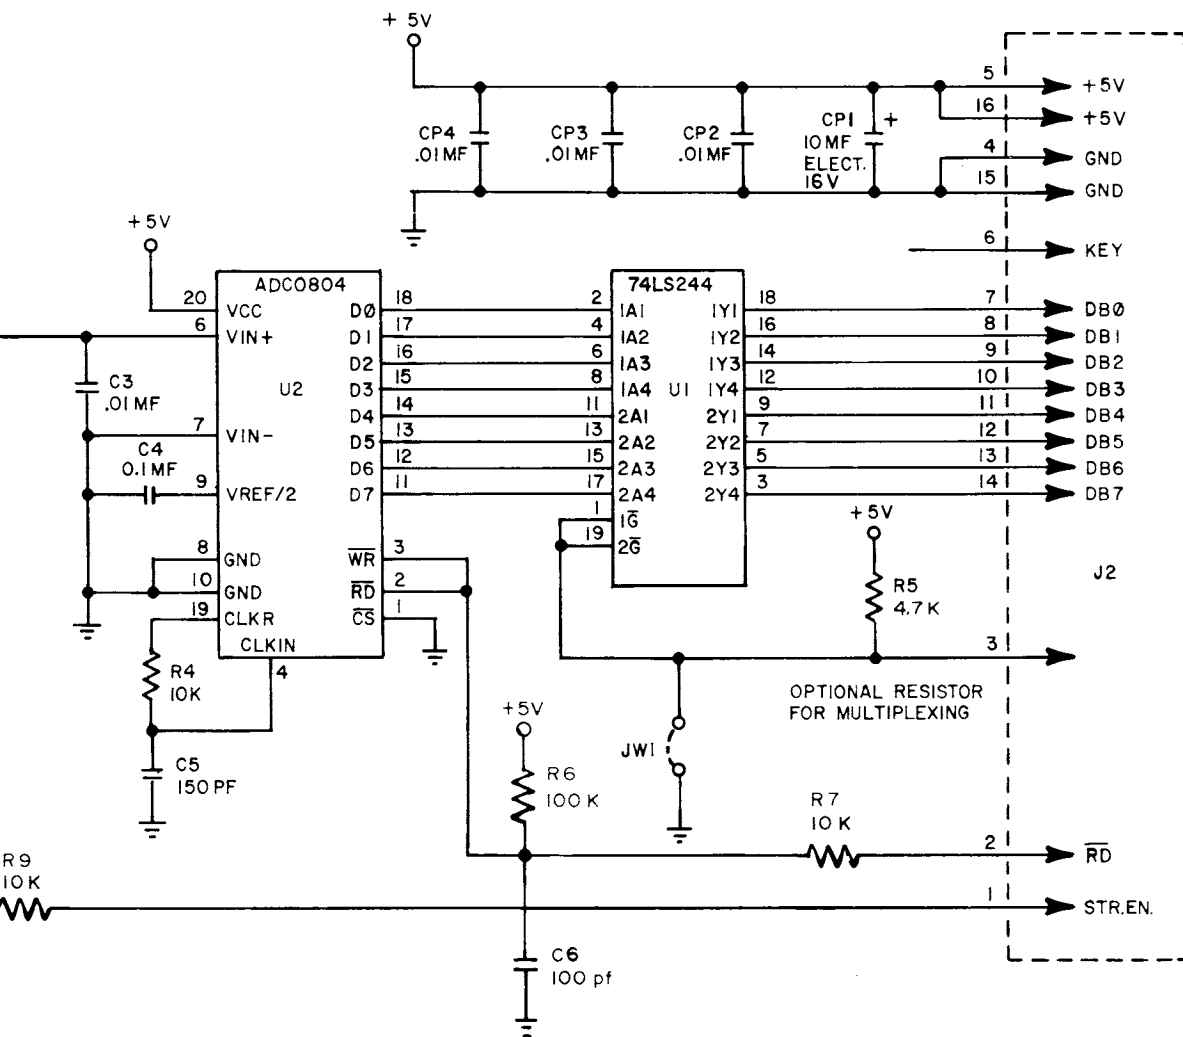 + 5V
5
+5V
16
+5V
CP4
.01MF
CP3
.01MF
CP2
.01MF
CP1
+
10MF
ELECT.
16V
4
GND
15
GND
+5V
6
KEY
ADC0804
74LS244
20 VCC
DØ 18
2 1A1
1Y1 18
7
DBØ
6 VIN+
D1 17
4 1A2
1Y2 16
8
DB1
D2 16
6 1A3
1Y3 14
9
DB2
C3
.01MF
U2
D3 15
8 1A4
U1
1Y4 12
10
DB3
D4 14
11 2A1
2Y1 9
11
DB4
7 VIN-
D5 13
13 2A2
2Y2 7
12
DB5
C4
0.1MF
D6 12
15 2A3
2Y3 5
13
DB6
9 VREF/2
D7 11
17 2A4
2Y4 3
14
DB7
1 1G̅
19 2G̅
+5V
8 GND
W̅R̅ 3
10 GND
R̅D̅ 2
19 CLKR
C̅S̅ 1
CLKIN
4
R5
4.7K
J2
3
R4
10K
OPTIONAL RESISTOR
FOR MULTIPLEXING
+5V
JW1
C5
150PF
R6
100K
R7
10K
2
R̅D̅
R9
10K
1
STR.EN.
C6
100pf